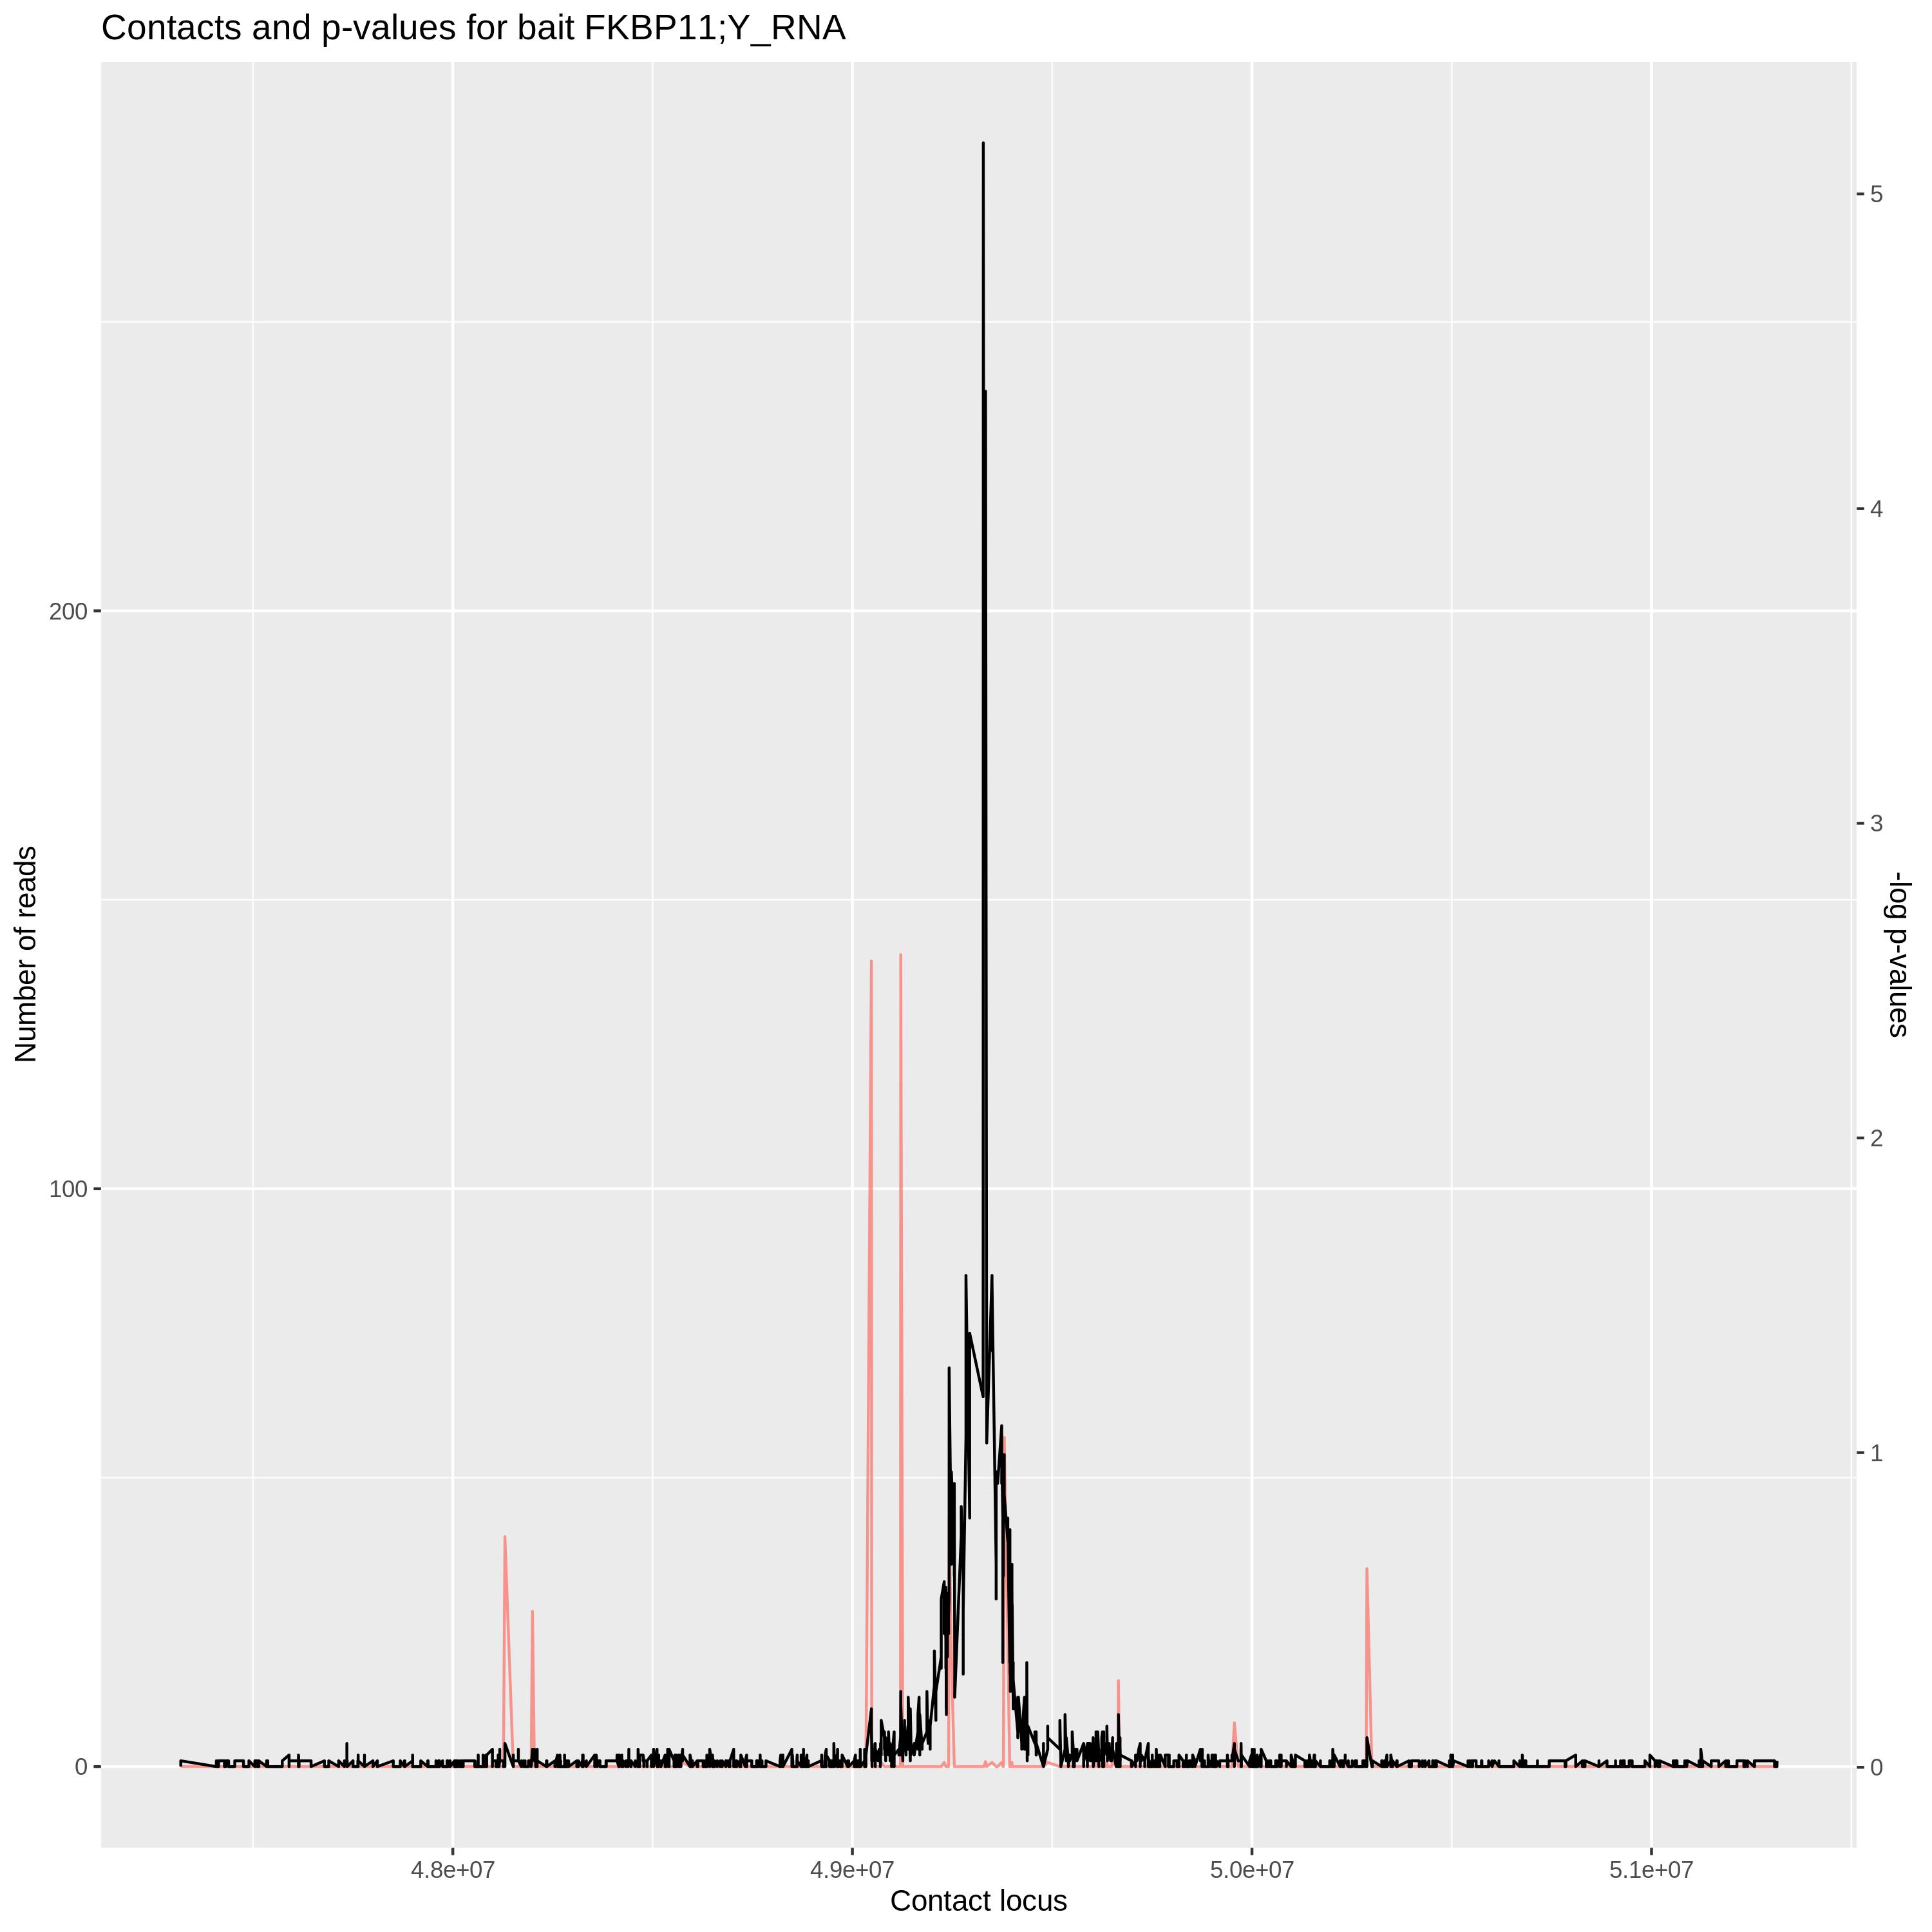 Contacts and p-values for bait FKBP11;Y_RNA
Number of reads
200
100
0
5
4
3
2
1
0
-log p-values
4.8e+07 4.9e+07 5.0e+07 5.1e+07
Contact locus